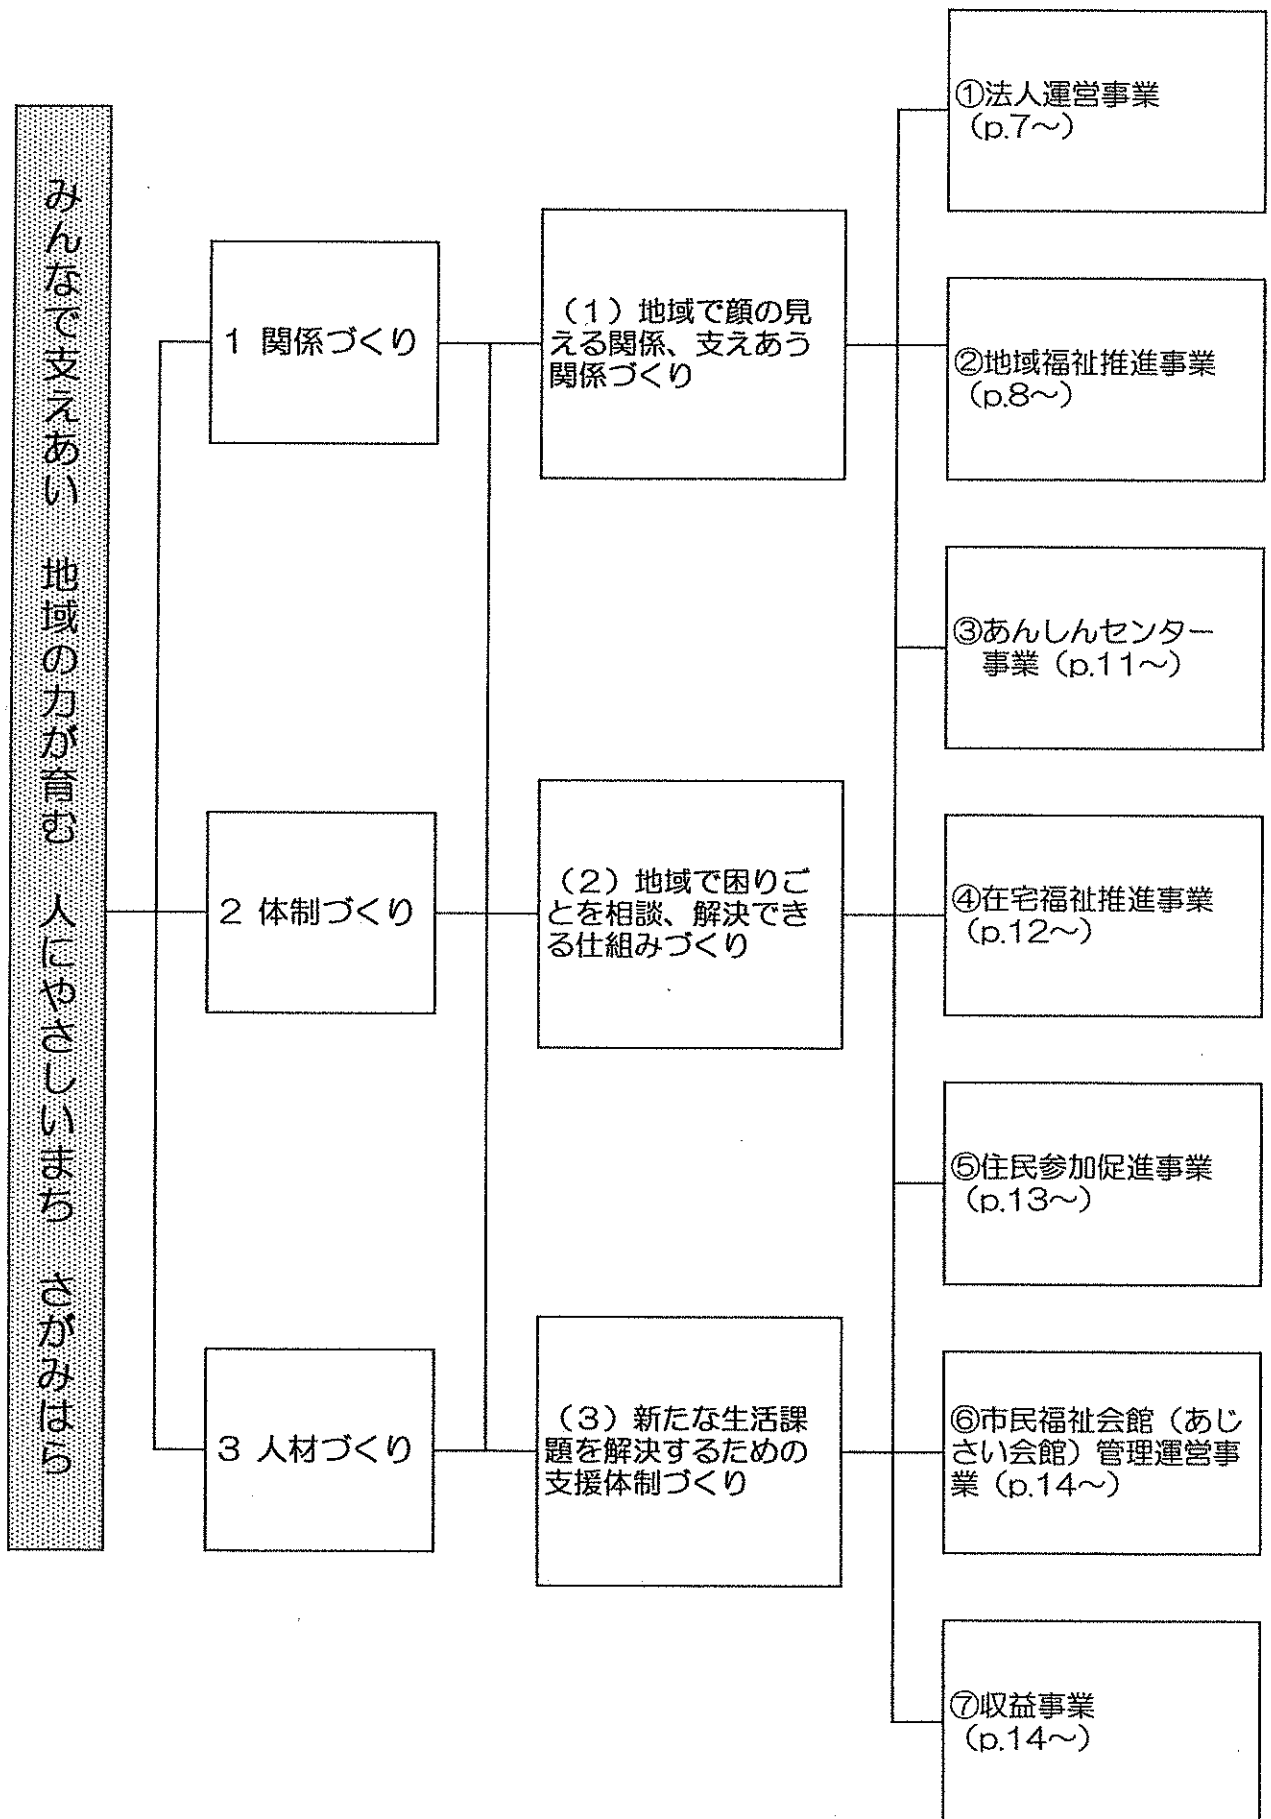 みんなで支えあい　地域の力が育む　人にやさしいまち　さがみはら
1 関係づくり
2 体制づくり
3 人材づくり
（1）地域で顔の見
える関係、支えあう
関係づくり
（2）地域で困りご
とを相談、解決でき
る仕組みづくり
（3）新たな生活課
題を解決するための
支援体制づくり
①法人運営事業
（p.7～）
②地域福祉推進事業
（p.8～）
③あんしんセンター
事業（p.11～）
④在宅福祉推進事業
（p.12～）
⑤住民参加促進事業
（p.13～）
⑥市民福祉会館（あじ
さい会館）管理運営事
業（p.14～）
⑦収益事業
（p.14～）